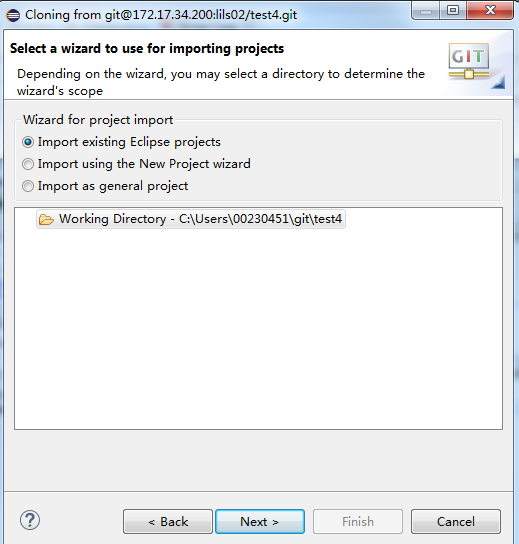 Cloning from git@172.17.34.200:lils02/test4.git
Select a wizard to use for importing projects
Depending on the wizard, you may select a directory to determine the
wizard's scope
GIT
Wizard for project import
Import existing Eclipse projects
Import using the New Project wizard
Import as general project
Working Directory - C:\Users\00230451\git\test4
?
< Back
Next >
Finish
Cancel